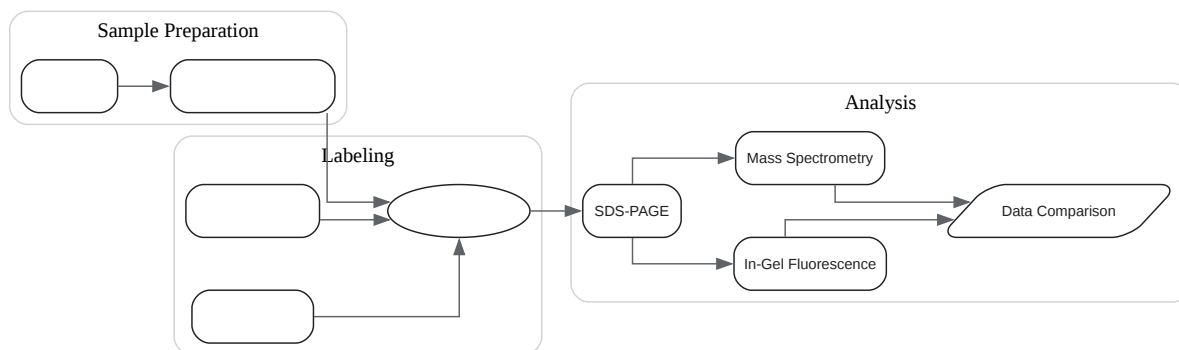 Sample Preparation
Labeling
Analysis
Mass Spectrometry
SDS-PAGE
Data Comparison
In-Gel Fluorescence